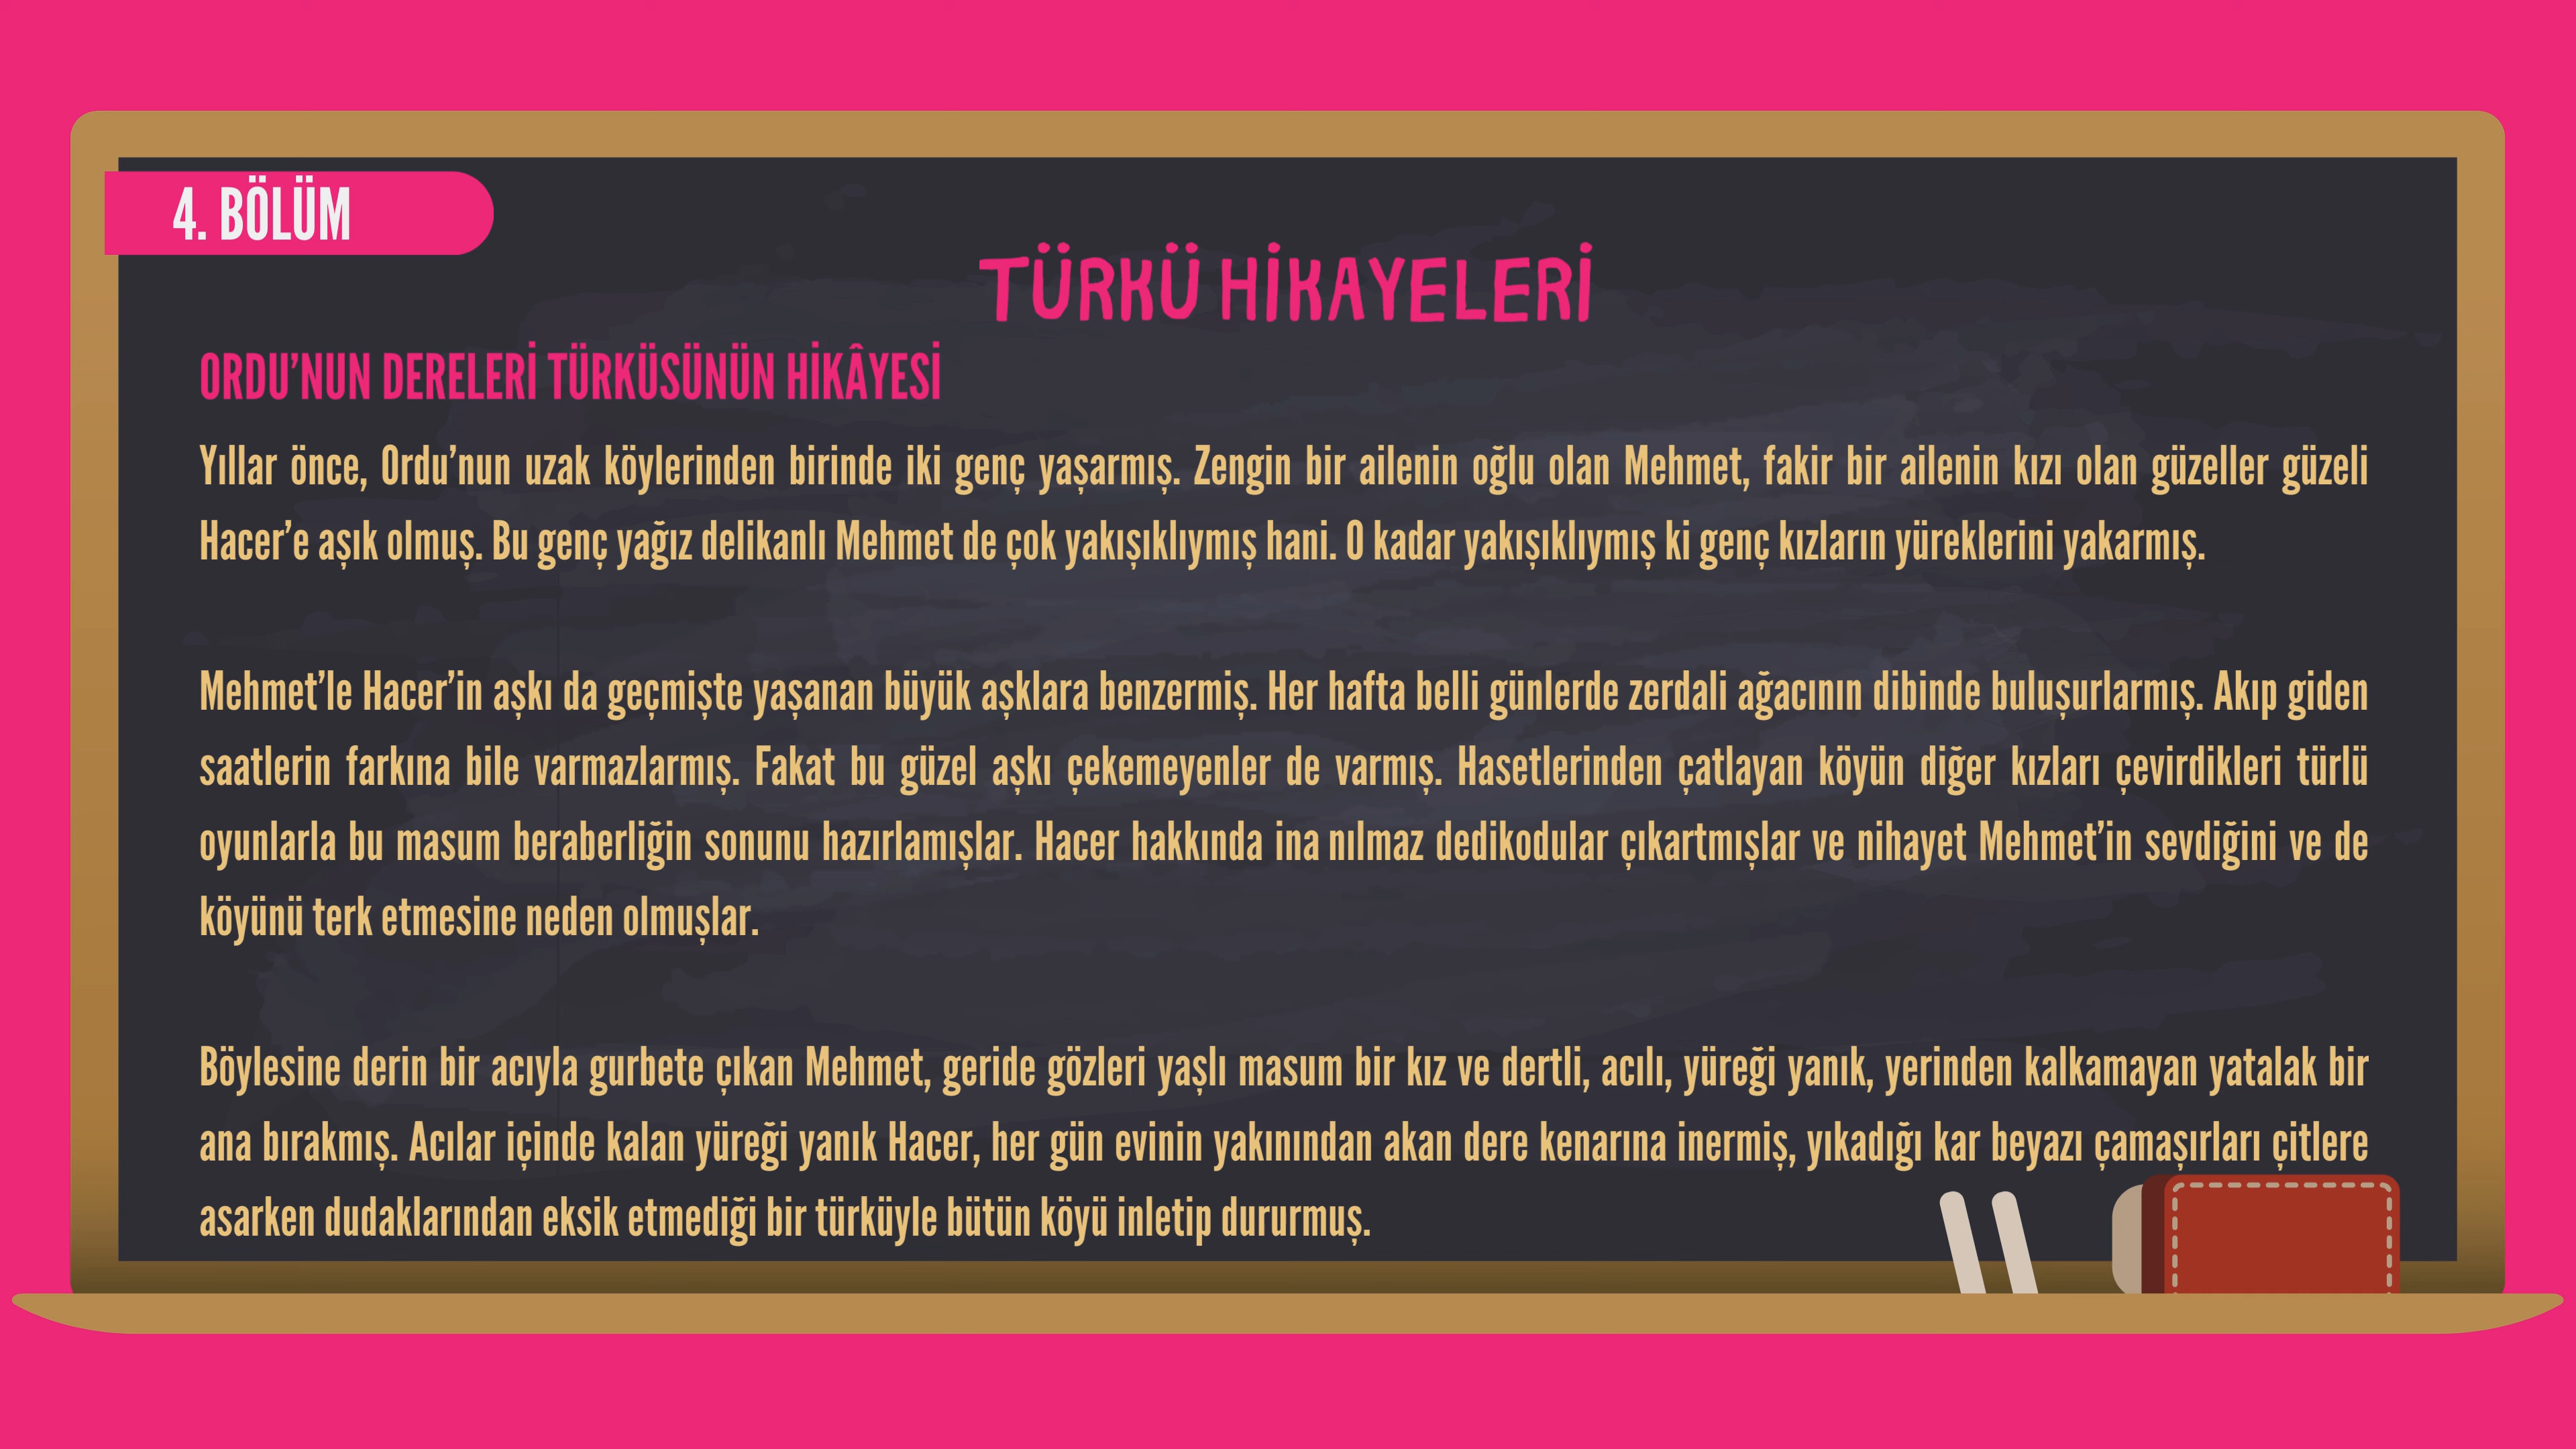 4. BÖLÜM
TÜRKÜ HİKAYELERİ
ORDU'NUN DERELERİ TÜRKÜSÜNÜN HİKÂYESİ
Yıllar önce, Ordu'nun uzak köylerinden birinde iki genç yaşarmış. Zengin bir ailenin oğlu olan Mehmet, fakir bir ailenin kızı olan güzeller güzeli
Hacer'e aşık olmuş. Bu genç yağız delikanlı Mehmet de çok yakışıklıymış hani. O kadar yakışıklıymış ki genç kızların yüreklerini yakarmış.
Mehmet'le Hacer'in aşkı da geçmişte yaşanan büyük aşklara benzermiş. Her hafta belli günlerde zerdali ağacının dibinde buluşurlarmış. Akıp giden
saatlerin farkına bile varmazlarmış. Fakat bu güzel aşkı çekemeyenler de varmış. Hasetlerinden çatlayan köyün diğer kızları çevirdikleri türlü
oyunlarla bu masum beraberliğin sonunu hazırlamışlar. Hacer hakkında ina nılmaz dedikodular çıkartmışlar ve nihayet Mehmet'in sevdiğini ve de
köyünü terk etmesine neden olmuşlar.
Böylesine derin bir acıyla gurbete çıkan Mehmet, geride gözleri yaşlı masum bir kız ve dertli, acılı, yüreği yanık, yerinden kalkamayan yatalak bir
ana bırakmış. Acılar içinde kalan yüreği yanık Hacer, her gün evinin yakınından akan dere kenarına inermiş, yıkadığı kar beyazı çamaşırları çitlere
asarken dudaklarından eksik etmediği bir türküyle bütün köyü inletip dururmuş.